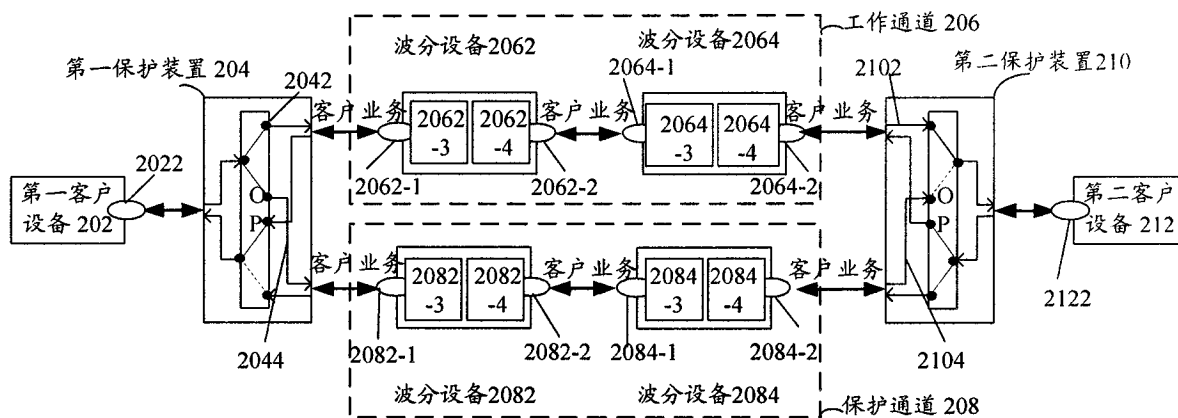 工作通道 206
波分设备2062
波分设备2064
第一保护装置 204
2042
2064-1
2102
第二保护装置210
客户业务
客户业务
客户业务
2062
-3
2062
-4
2064
-3
2064
-4
2022
2062-1
2062-2
2064-2
第一客户
设备 202
O
P
O
P
第二客户
设备 212
客户业务
客户业务
客户业务
2082
-3
2082
-4
2084
-3
2084
-4
2122
2044
2082-1
2082-2
2084-1
2084-2
2104
波分设备2082
波分设备2084
保护通道 208